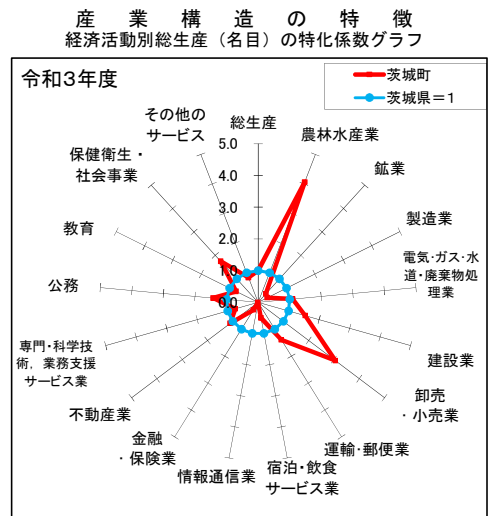 産業構造の特徴
経済活動別総生産（名目）の特化係数グラフ
令和3年度
茨城町
茨城県＝1
総生産
農林水産業
鉱業
製造業
電気・ガス・水
道・廃棄物処
理業
建設業
卸売
・小売業
運輸・郵便業
宿泊・飲食
サービス業
情報通信業
金融
・保険業
不動産業
専門・科学技
術，業務支援
サービス業
公務
教育
保健衛生・
社会事業
その他の
サービス
5.0
4.0
3.0
2.0
1.0
0.0